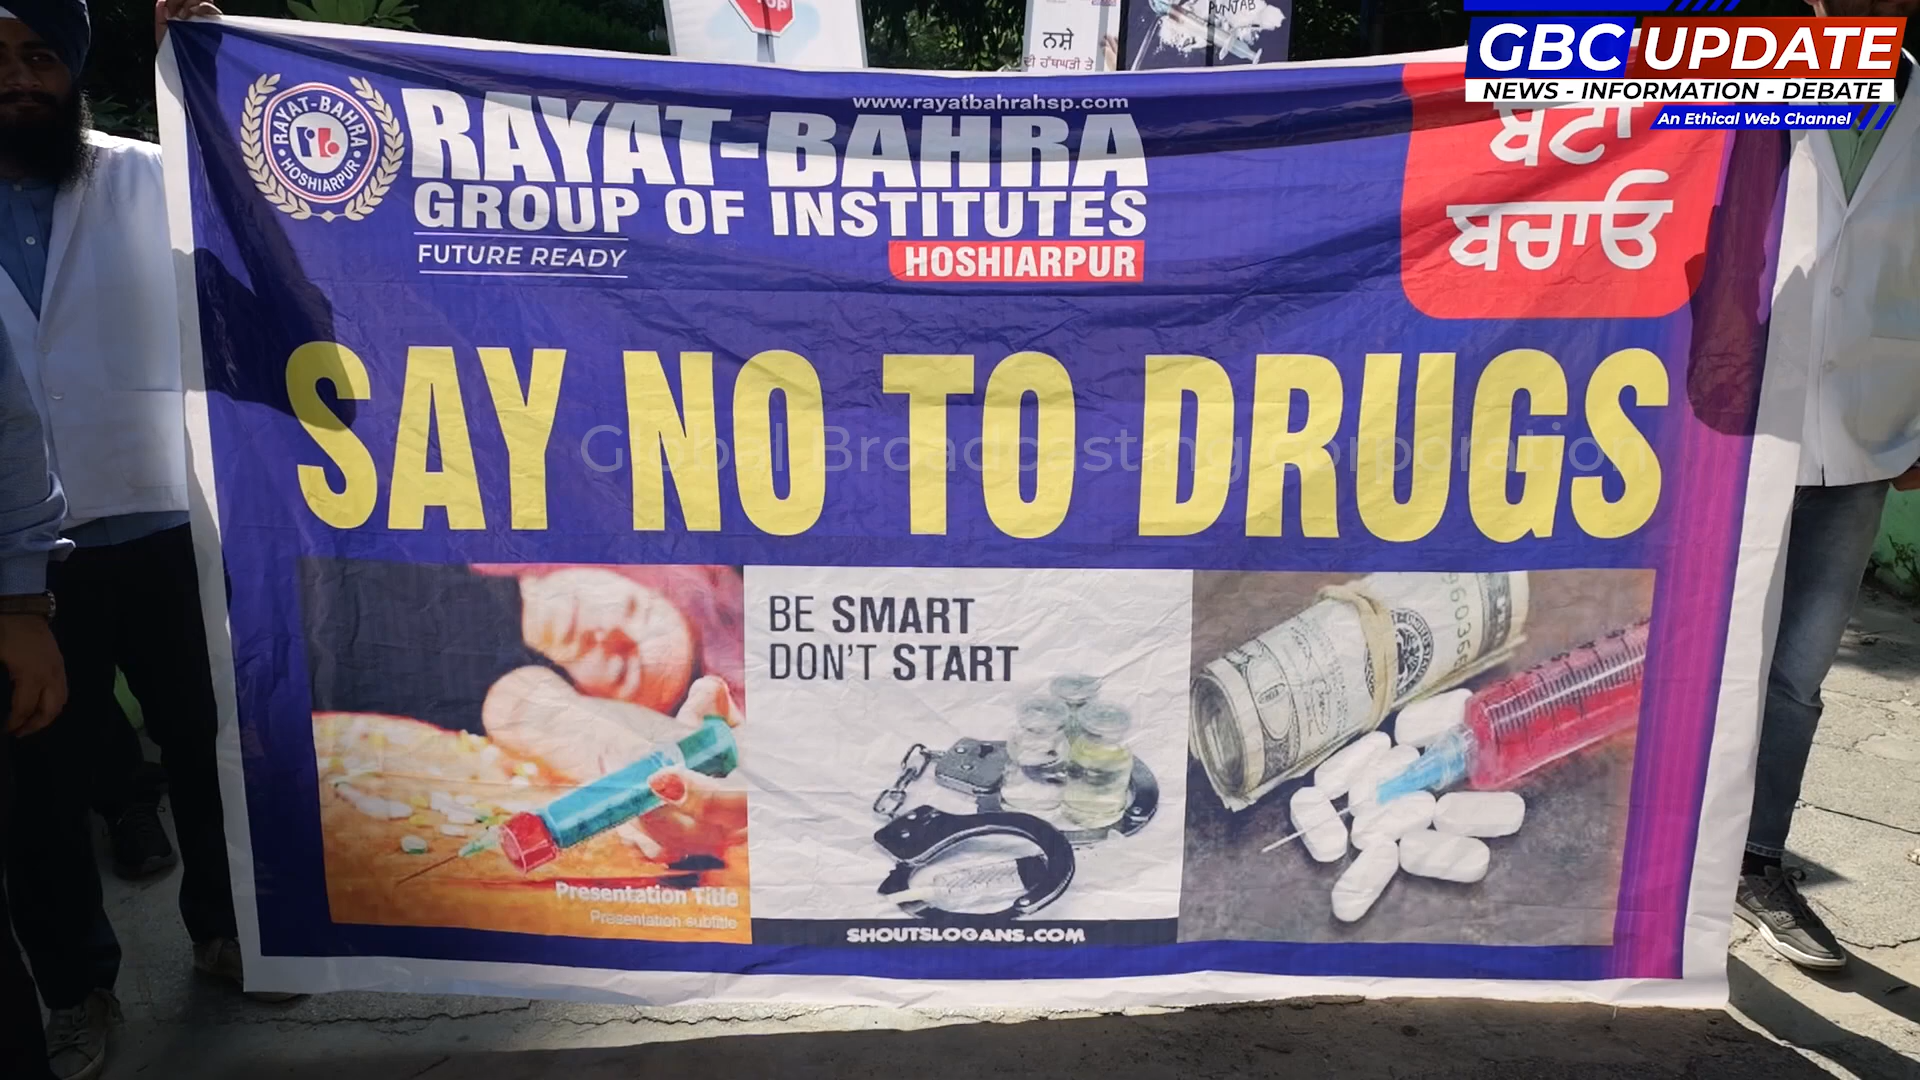 STOP
PUNJAB
ਨਸ਼ੇ
ਦੀ ਹੱਥਘੜੀ ਤੇ
GBC UPDATE
NEWS - INFORMATION - DEBATE
An Ethical Web Channel
RAYAT-BAHRA
HOSHIARPUR
www.rayatbahrahsp.com
RAYAT-BAHRA
GROUP OF INSTITUTES
FUTURE READY
HOSHIARPUR
ਬੇਟਾ
ਬਚਾਓ
SAY NO TO DRUGS
Global Broadcasting Corporation
BE SMART
DON'T START
Presentation Title
Presentation subtitle
SHOUTSLOGANS.COM